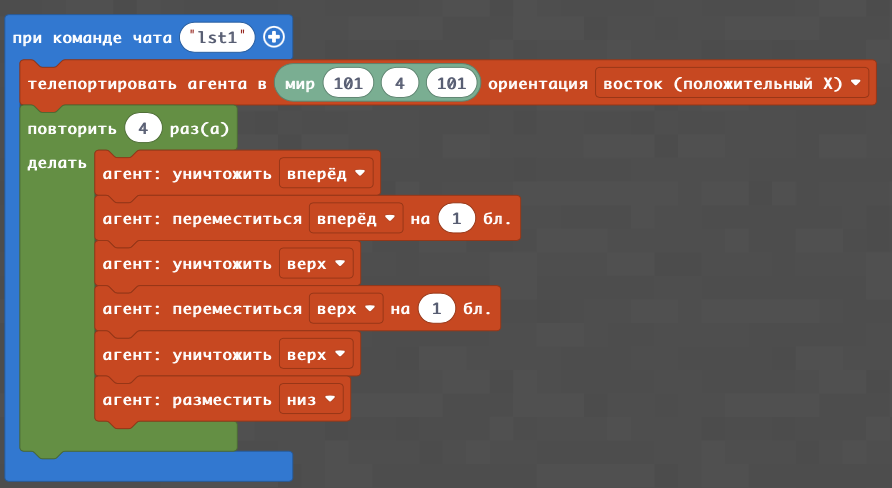 при команде чата "lst1"
телепортировать агента в мир 101 4 101 ориентация восток (положительный X)
повторить 4 раз(а)
делать
агент: уничтожить вперёд
агент: переместиться вперёд на 1 бл.
агент: уничтожить верх
агент: переместиться верх на 1 бл.
агент: уничтожить верх
агент: разместить низ